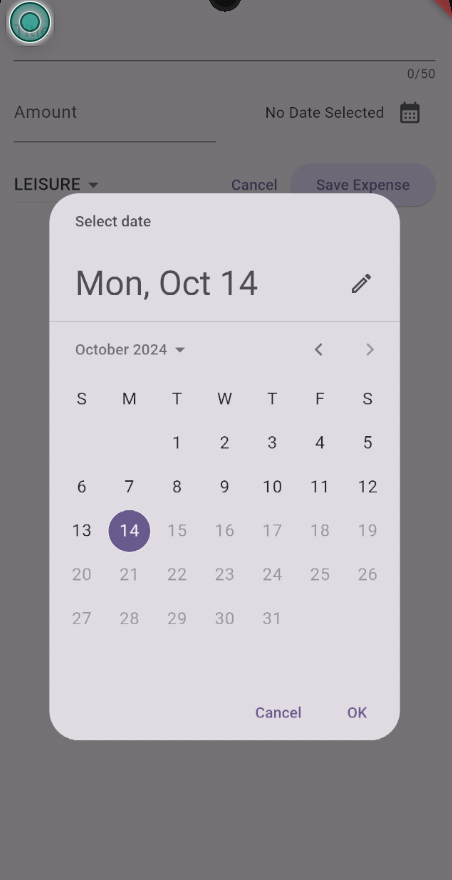 0/50
Amount
No Date Selected
LEISURE
Cancel
Save Expense
Select date
Mon, Oct 14
October 2024
S M T W T F S
1 2 3 4 5
6 7 8 9 10 11 12
13 14 15 16 17 18 19
20 21 22 23 24 25 26
27 28 29 30 31
Cancel OK